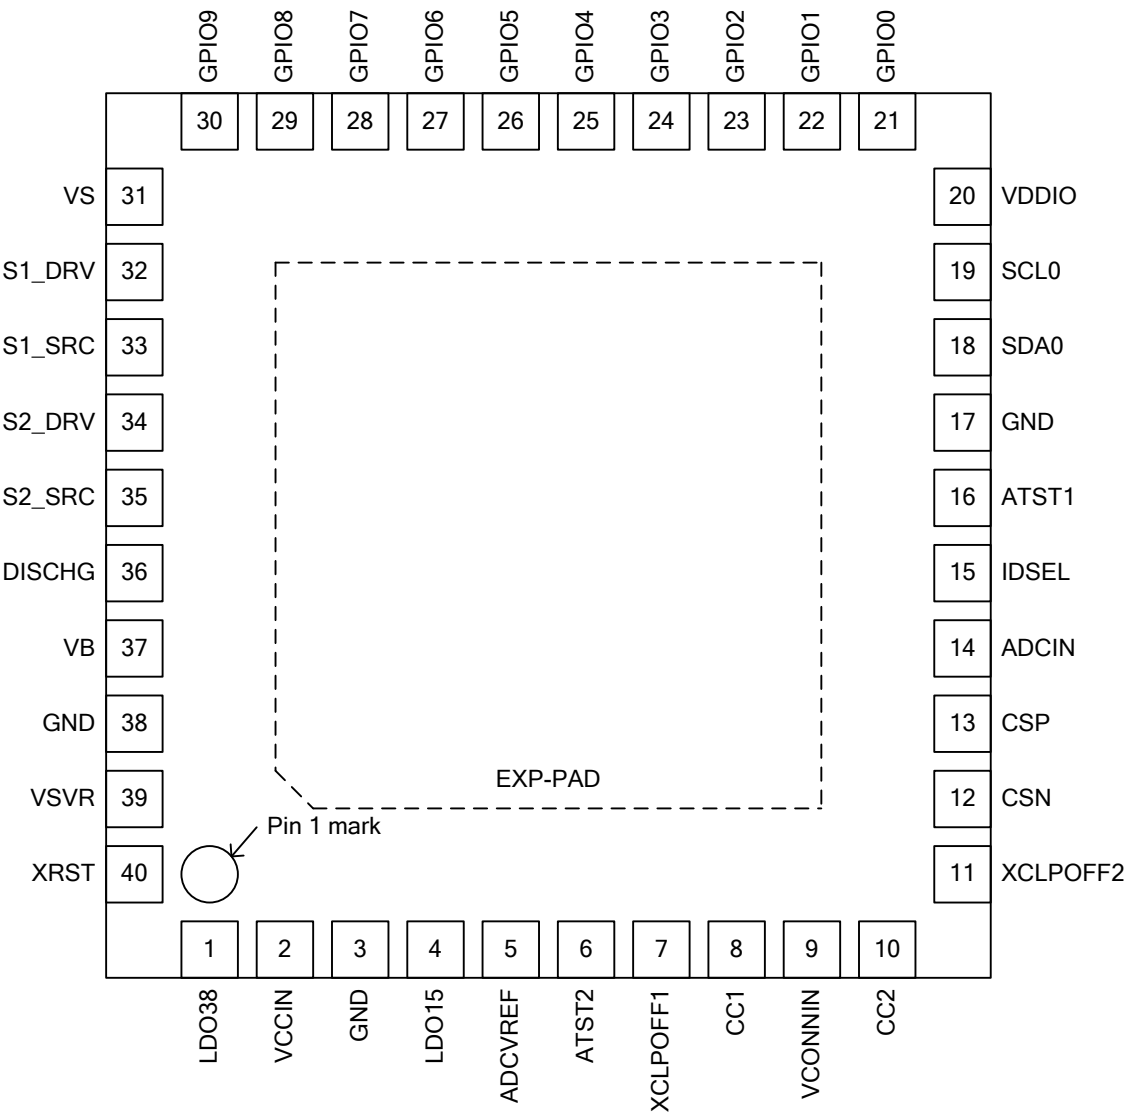 GPIO9
GPIO8
GPIO7
GPIO6
GPIO5
GPIO4
GPIO3
GPIO2
GPIO1
GPIO0
30
29
28
27
26
25
24
23
22
21
VS 31
20 VDDIO
S1_DRV 32
19 SCL0
S1_SRC 33
18 SDA0
S2_DRV 34
17 GND
S2_SRC 35
16 ATST1
DISCHG 36
15 IDSEL
VB 37
14 ADCIN
GND 38
13 CSP
EXP-PAD
VSVR 39
12 CSN
Pin 1 mark
XRST 40
11 XCLPOFF2
1
2
3
4
5
6
7
8
9
10
LDO38
VCCIN
GND
LDO15
ADCVREF
ATST2
XCLPOFF1
CC1
VCONNIN
CC2